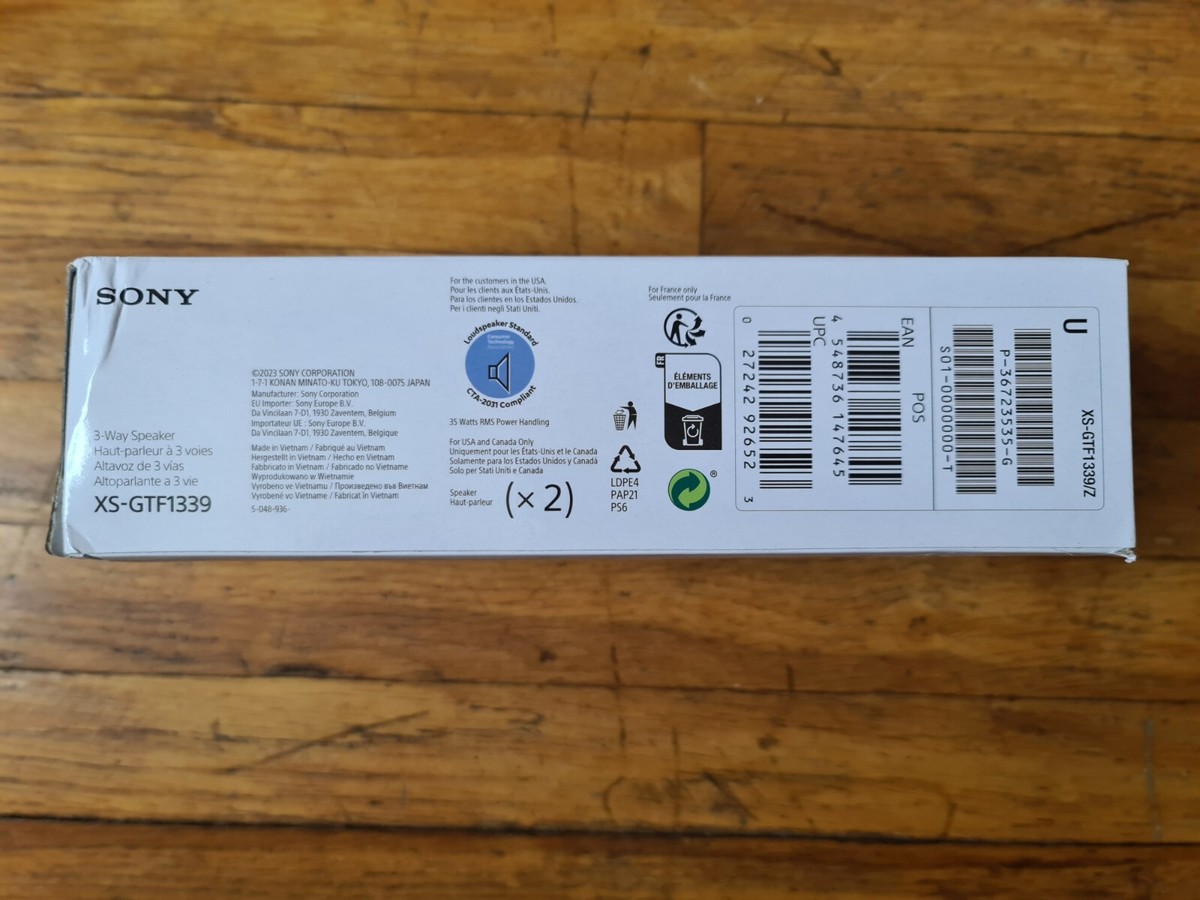 SONY
3-Way Speaker
Haut-parleur à 3 voies
Altavoz de 3 vías
Altoparlante a 3 vie
XS-GTF1339
©2023 SONY CORPORATION
1-7-1 KONAN MINATO-KU TOKYO, 108-0075 JAPAN
Manufacturer: Sony Corporation
EU Importer: Sony Europe B.V.
Da Vincilaan 7-D1, 1930 Zaventem, Belgium
Importateur UE : Sony Europe B.V.
Da Vincilaan 7-D1, 1930 Zaventem, Belgique
Made in Vietnam / Fabriqué au Vietnam
Hergestellt in Vietnam / Hecho en Vietnam
Fabbricato in Vietnam / Fabricado no Vietname
Wyprodukowano w Wietnamie
Vyrobeno ve Vietnamu / Произведено във Виетнам
Vyrobené vo Vietname / Fabricat în Vietnam
5-048-936-
For the customers in the USA.
Pour les clients aux États-Unis.
Para los clientes en los Estados Unidos.
Per i clienti negli Stati Uniti.
Loudspeaker Standard
Consumer
Technology
Association
CTA-2031 Compliant
35 Watts RMS Power Handling
For USA and Canada Only
Uniquement pour les États-Unis et le Canada
Solamente para los Estados Unidos y Canadá
Solo per Stati Uniti e Canada
Speaker
Haut-parleur
(× 2)
LDPE4
PAP21
PS6
For France only
Seulement pour la France
FR
ÉLÉMENTS
D'EMBALLAGE
®
U
XS-GTF1339/Z
P-367235535-G
S01-0000000-T
POS
EAN
4 548736 147645
UPC
0 27242 92652 3